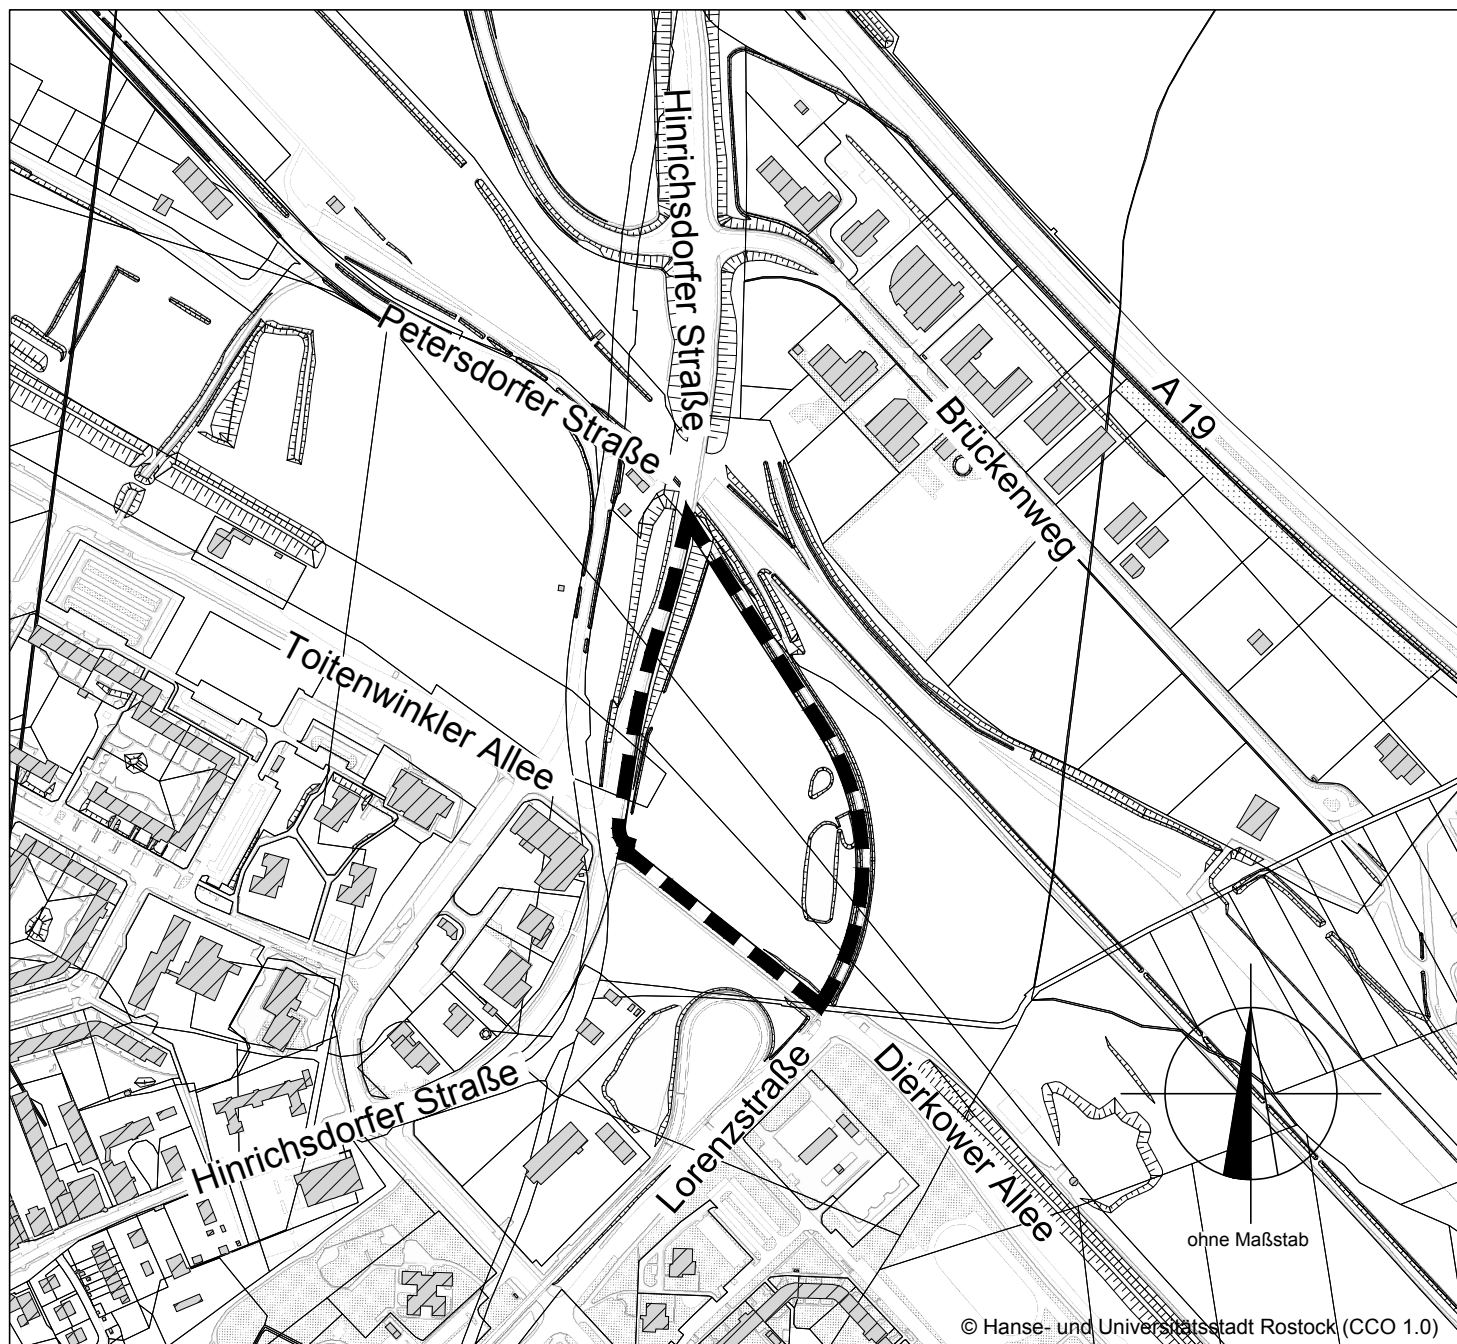 Hinrichsdorfer Straße
Petersdorfer Straße
A 19
Brückenweg
Toitenwinkler Allee
Hinrichsdorfer Straße
Lorenzstraße
Dierkower Allee
ohne Maßstab
© Hanse- und Universitätsstadt Rostock (CCO 1.0)